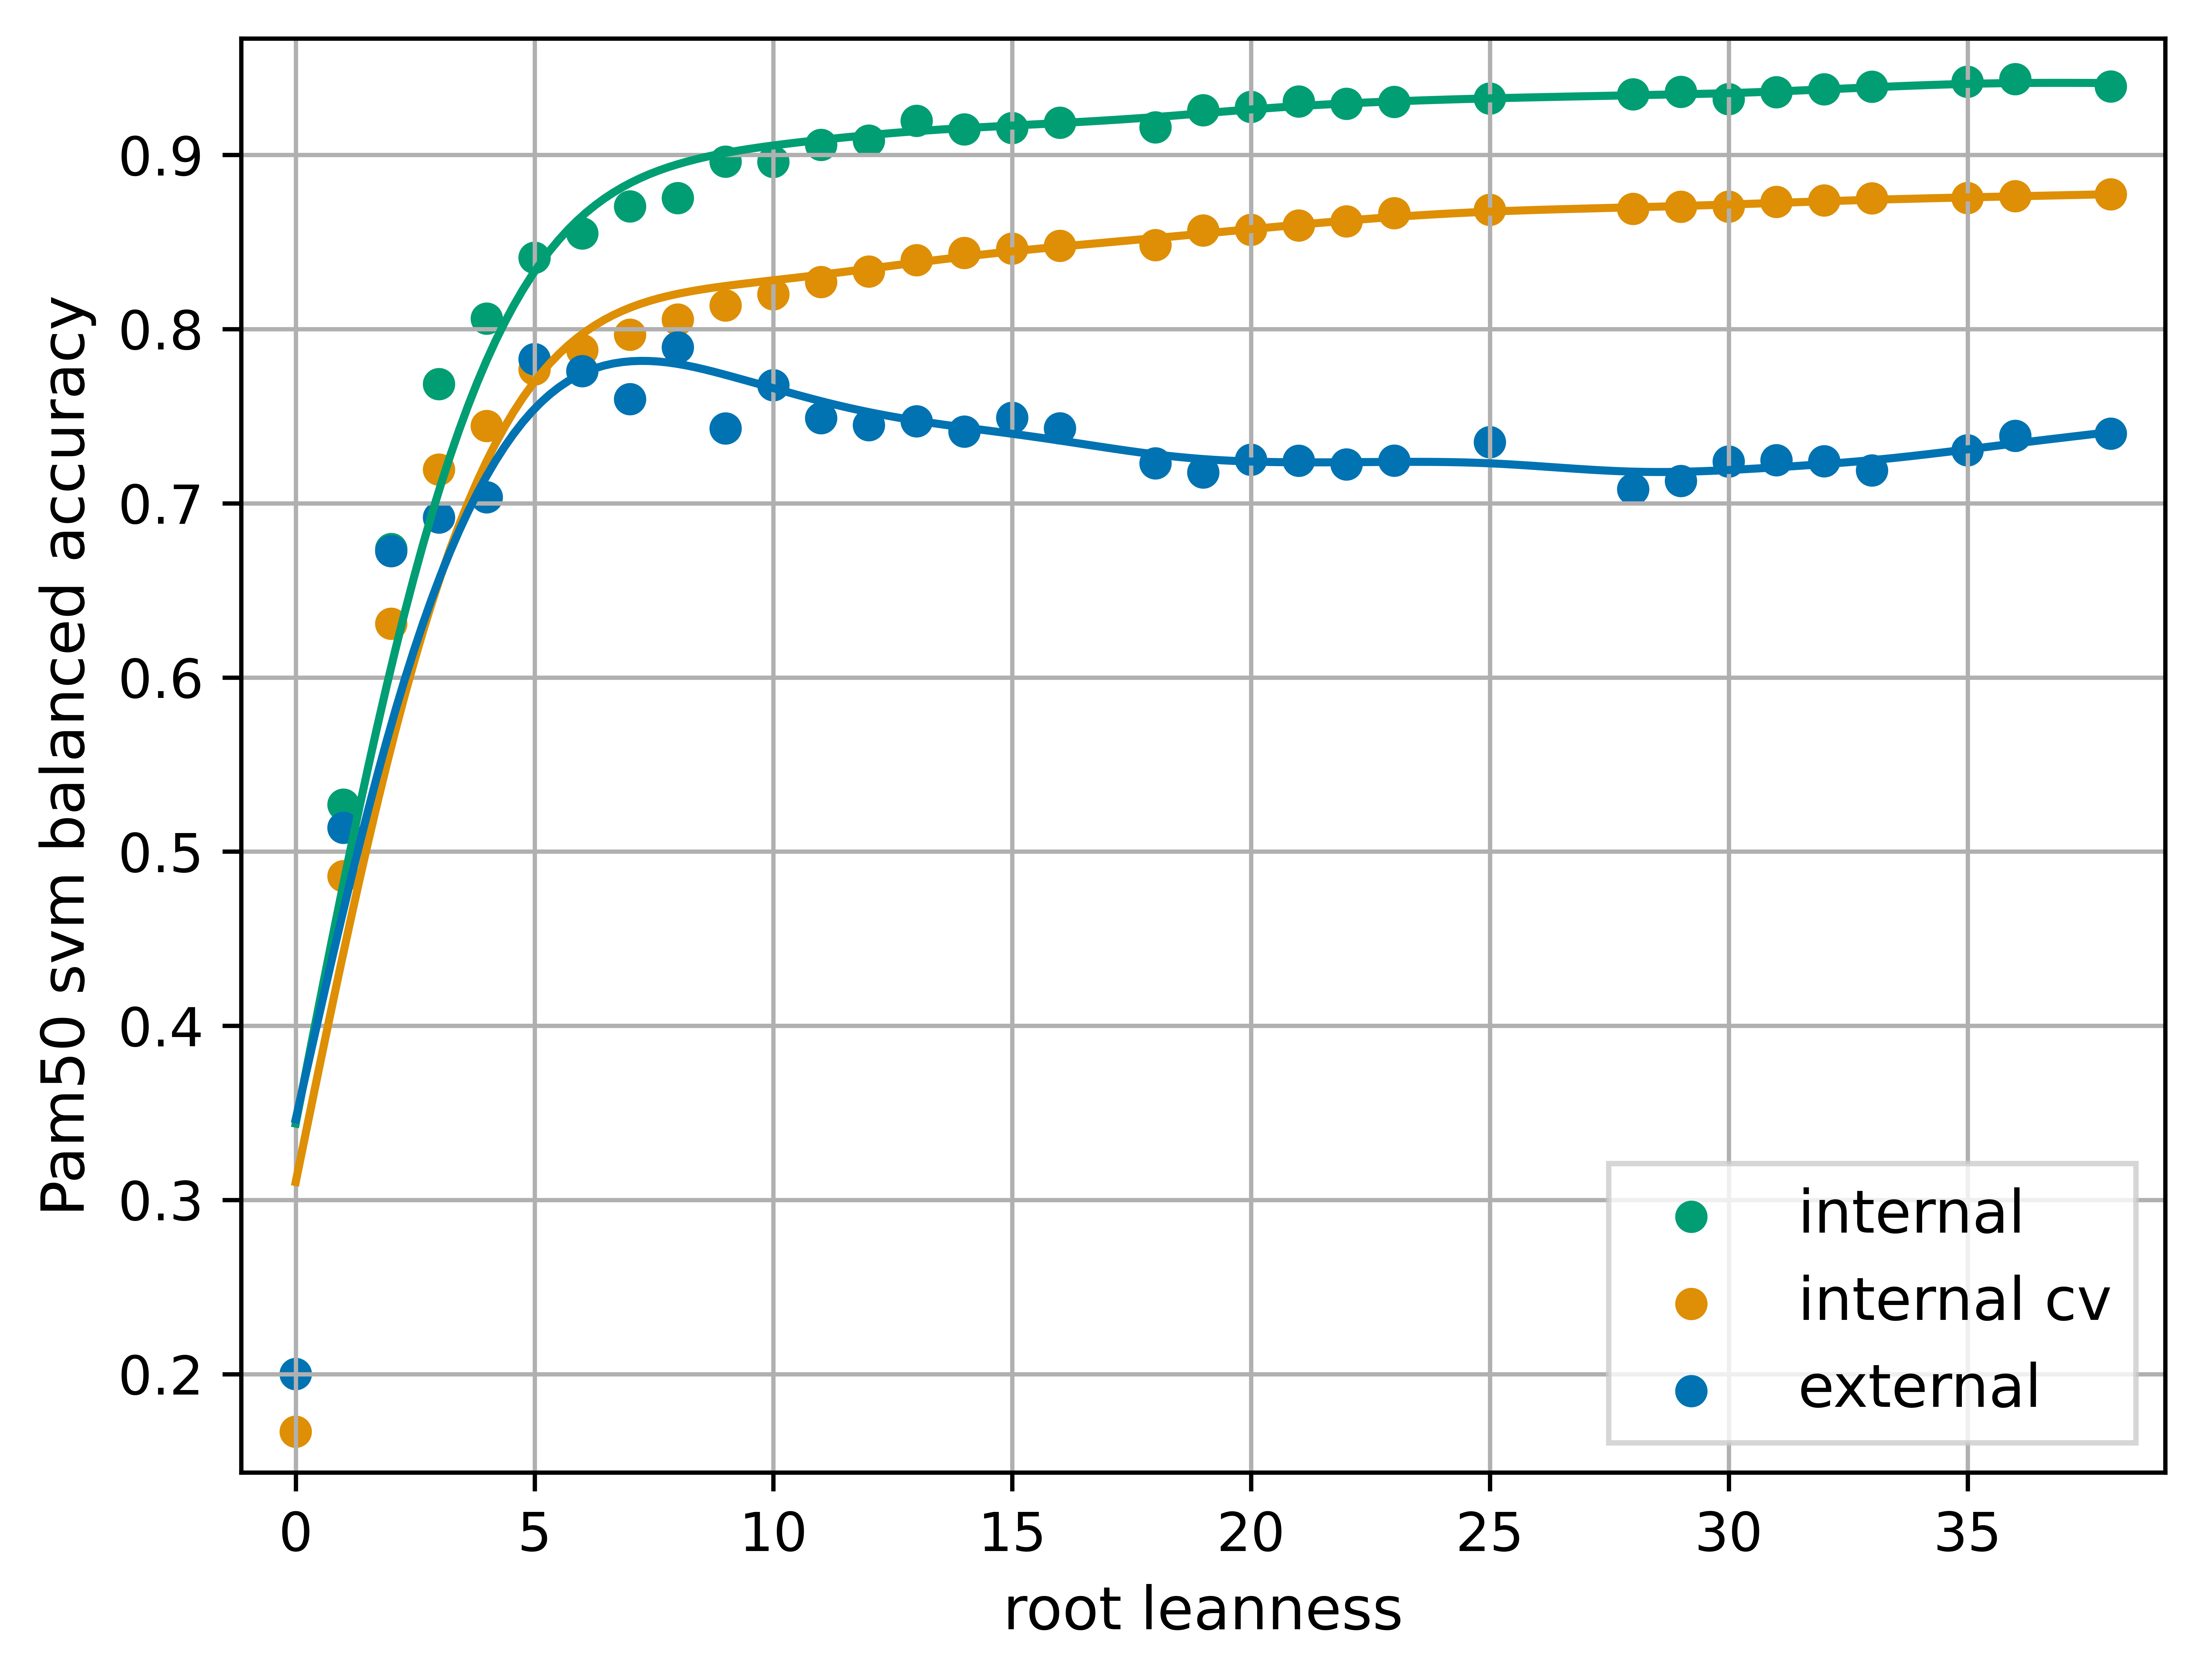 Pam50 svm balanced accuracy
0.9
0.8
0.7
0.6
0.5
0.4
0.3
0.2
0 5 10 15 20 25 30 35
root leanness
internal
internal cv
external